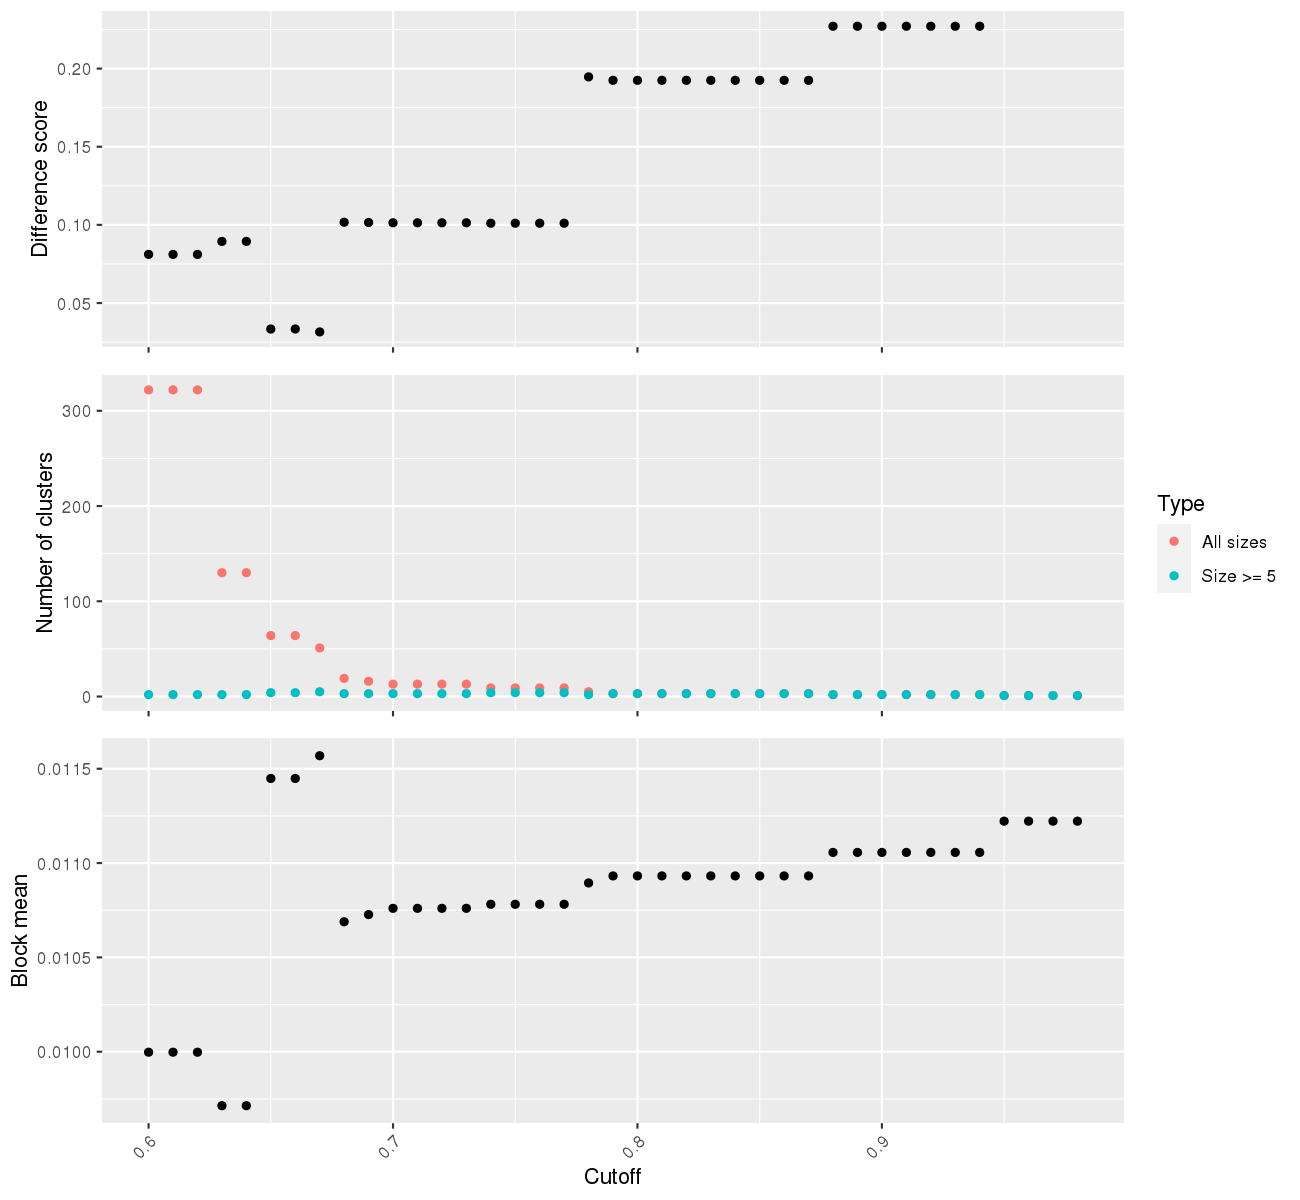 Difference score
0.20
0.15
0.10
0.05
Number of clusters
300
200
100
0
Type
All sizes
Size >= 5
Block mean
0.0115
0.0110
0.0105
0.0100
0.6
0.7
0.8
0.9
Cutoff